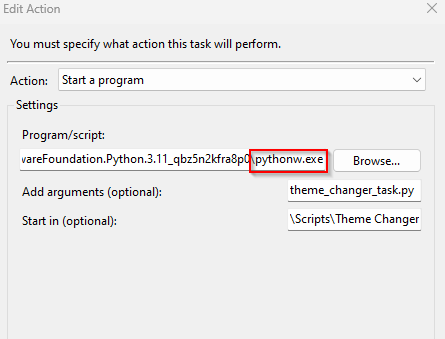 Edit Action
You must specify what action this task will perform.
Action: Start a program
Settings
Program/script:
wareFoundation.Python.3.11_qbz5n2kfra8p0\pythonw.exe Browse...
Add arguments (optional): theme_changer_task.py
Start in (optional): \Scripts\Theme Changer